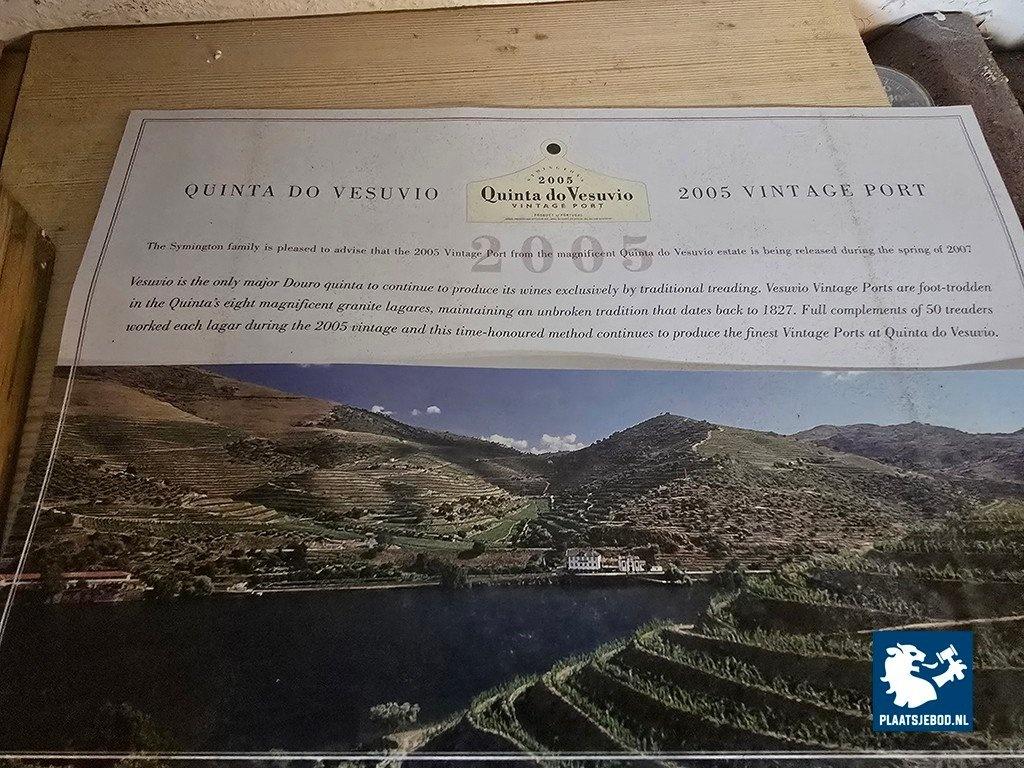 SYMINGTON
2005
QUINTA DO VESUVIO
Quinta do Vesuvio
2005 VINTAGE PORT
VINTAGE PORT
PRODUCT of PORTUGAL
2005
The Symington family is pleased to advise that the 2005 Vintage Port from the magnificent Quinta do Vesuvio estate is being released during the spring of 2007
Vesuvio is the only major Douro quinta to continue to produce its wines exclusively by traditional treading. Vesuvio Vintage Ports are foot-trodden
in the Quinta's eight magnificent granite lagares, maintaining an unbroken tradition that dates back to 1827. Full complements of 50 treaders
worked each lagar during the 2005 vintage and this time-honoured method continues to produce the finest Vintage Ports at Quinta do Vesuvio.
PLAATSJEBOD.NL